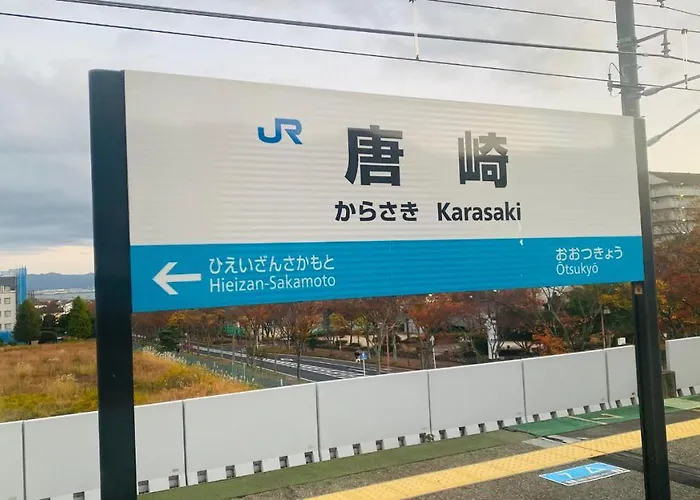 JR
唐崎
からさき Karasaki
← ひえいざんさかもと
Hieizan-Sakamoto
おおつきょう
Ōtsukyō